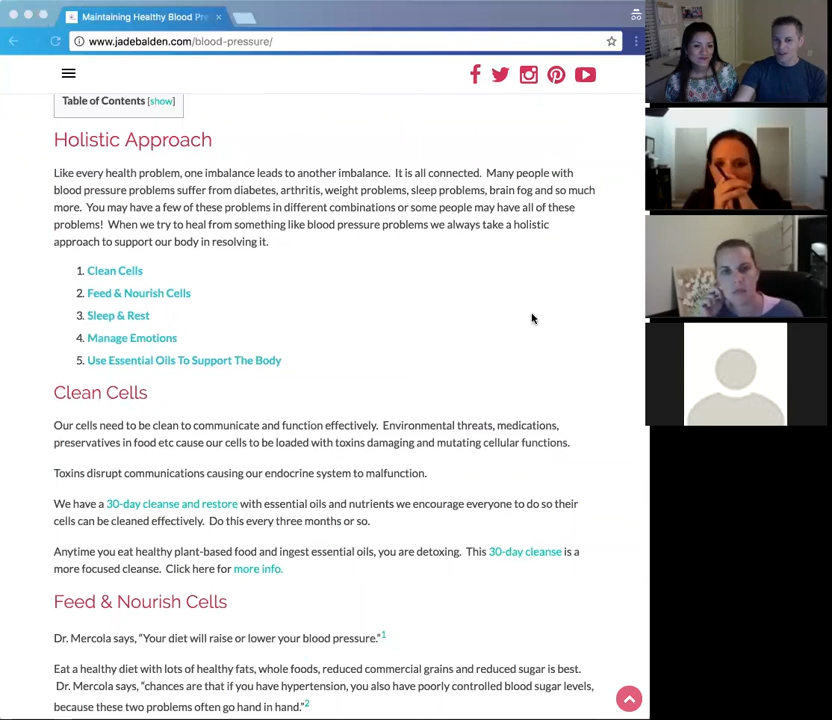 Maintaining Healthy Blood Pre
www.jadebalden.com/blood-pressure/
Table of Contents [show]
Holistic Approach
Like every health problem, one imbalance leads to another imbalance. It is all connected. Many people with
blood pressure problems suffer from diabetes, arthritis, weight problems, sleep problems, brain fog and so much
more. You may have a few of these problems in different combinations or some people may have all of these
problems! When we try to heal from something like blood pressure problems we always take a holistic
approach to support our body in resolving it.
1. Clean Cells
2. Feed & Nourish Cells
3. Sleep & Rest
4. Manage Emotions
5. Use Essential Oils To Support The Body
Clean Cells
Our cells need to be clean to communicate and function effectively. Environmental threats, medications,
preservatives in food etc cause our cells to be loaded with toxins damaging and mutating cellular functions.
Toxins disrupt communications causing our endocrine system to malfunction.
We have a 30-day cleanse and restore with essential oils and nutrients we encourage everyone to do so their
cells can be cleaned effectively. Do this every three months or so.
Anytime you eat healthy plant-based food and ingest essential oils, you are detoxing. This 30-day cleanse is a
more focused cleanse. Click here for more info.
Feed & Nourish Cells
Dr. Mercola says, “Your diet will raise or lower your blood pressure.”1
Eat a healthy diet with lots of healthy fats, whole foods, reduced commercial grains and reduced sugar is best.
Dr. Mercola says, “chances are that if you have hypertension, you also have poorly controlled blood sugar levels,
because these two problems often go hand in hand.”2